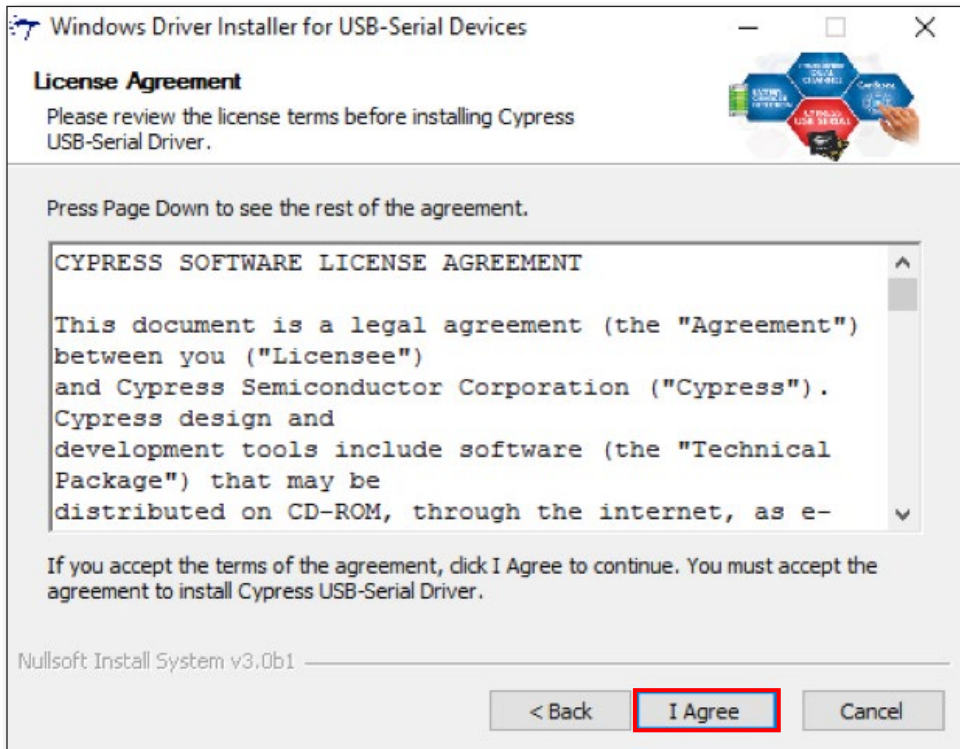 Windows Driver Installer for USB-Serial Devices
License Agreement
Please review the license terms before installing Cypress
USB-Serial Driver.
CYPRESS
USB SERIAL
CapSense
Press Page Down to see the rest of the agreement.
CYPRESS SOFTWARE LICENSE AGREEMENT
This document is a legal agreement (the "Agreement")
between you ("Licensee")
and Cypress Semiconductor Corporation ("Cypress").
Cypress design and
development tools include software (the "Technical
Package") that may be
distributed on CD-ROM, through the internet, as e-
If you accept the terms of the agreement, click I Agree to continue. You must accept the
agreement to install Cypress USB-Serial Driver.
Nullsoft Install System v3.0b1
< Back
I Agree
Cancel